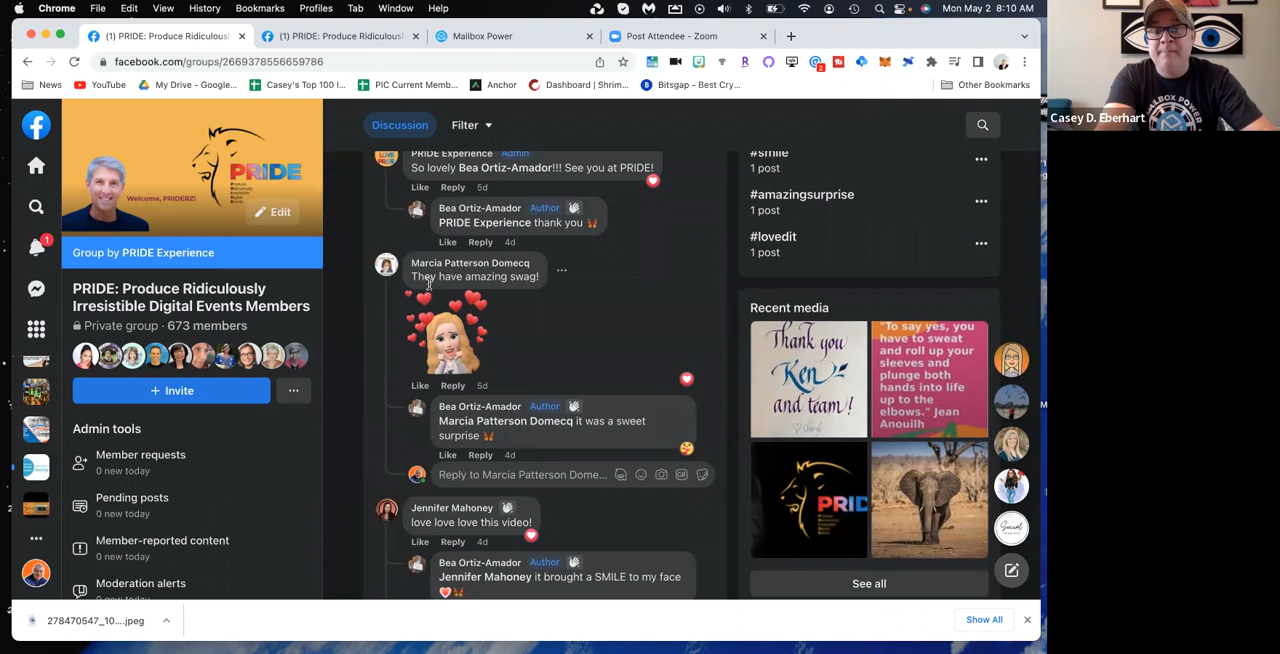 Chrome File Edit View History Bookmarks Profiles Tab Window Help
Mon May 2 8:10 AM
(1) PRIDE: Produce Ridiculousl
(1) PRIDE: Produce Ridiculousl
Mailbox Power
Post Attendee - Zoom
facebook.com/groups/2669378556659786
News
YouTube
My Drive - Google...
Casey's Top 100 I...
PIC Current Memb...
Anchor
Dashboard | Shrim...
Bitsgap - Best Cry...
Other Bookmarks
Casey D. Eberhart
PRIDE
Welcome, PRIDERZ!
Edit
Group by PRIDE Experience
PRIDE: Produce Ridiculously
Irresistible Digital Events Members
Private group · 673 members
+ Invite
Admin tools
Member requests
0 new today
Pending posts
0 new today
Member-reported content
0 new today
Moderation alerts
0 new today
Discussion
Filter
PRIDE Experience Admin
So lovely Bea Ortiz-Amador!!! See you at PRIDE!
Like Reply 5d
Bea Ortiz-Amador Author
PRIDE Experience thank you
Like Reply 4d
Marcia Patterson Domecq
They have amazing swag!
Like Reply 5d
Bea Ortiz-Amador Author
Marcia Patterson Domecq it was a sweet
surprise
Like Reply 4d
Reply to Marcia Patterson Dome...
GIF
Jennifer Mahoney
love love love this video!
Like Reply 4d
Bea Ortiz-Amador Author
Jennifer Mahoney it brought a SMILE to my face
#smile
1 post
#amazingsurprise
1 post
#lovedit
1 post
Recent media
Thank you
Ken
and team!
Cheryl
"To say yes, you
have to sweat
and roll up your
sleeves and
plunge both
hands into life
up to the
elbows." Jean
Anouilh
PRID
See all
Social
278470547_10....jpeg
Show All